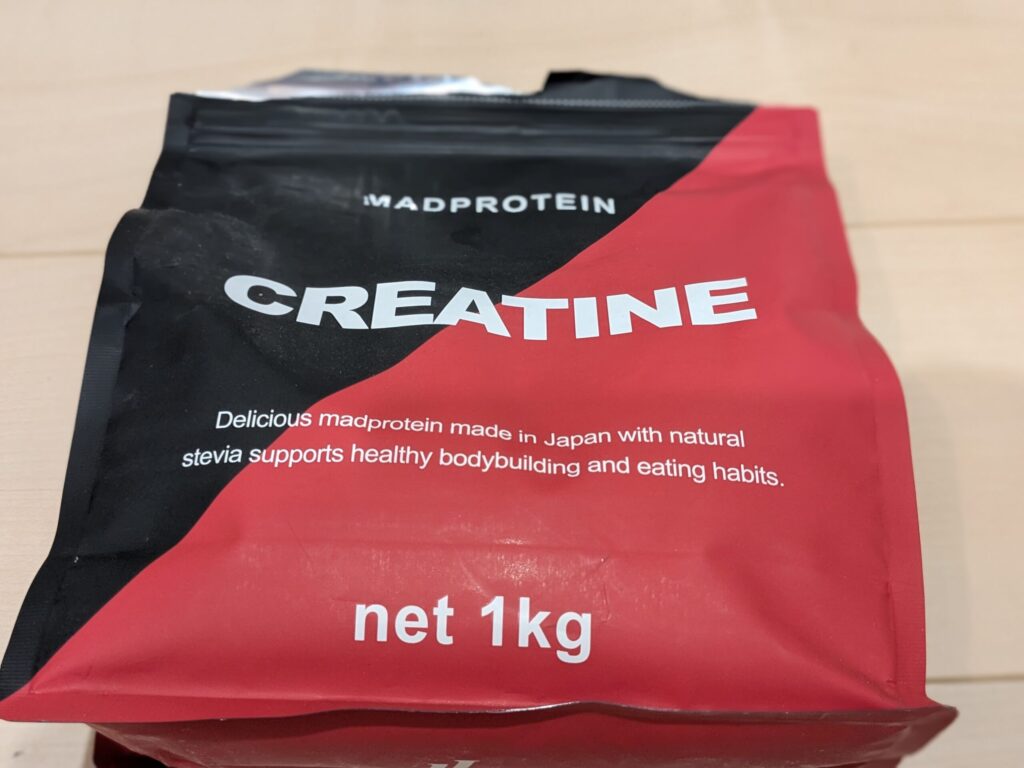 MADPROTEIN
CREATINE
Delicious madprotein made in Japan with natural
stevia supports healthy bodybuilding and eating habits.
net 1kg